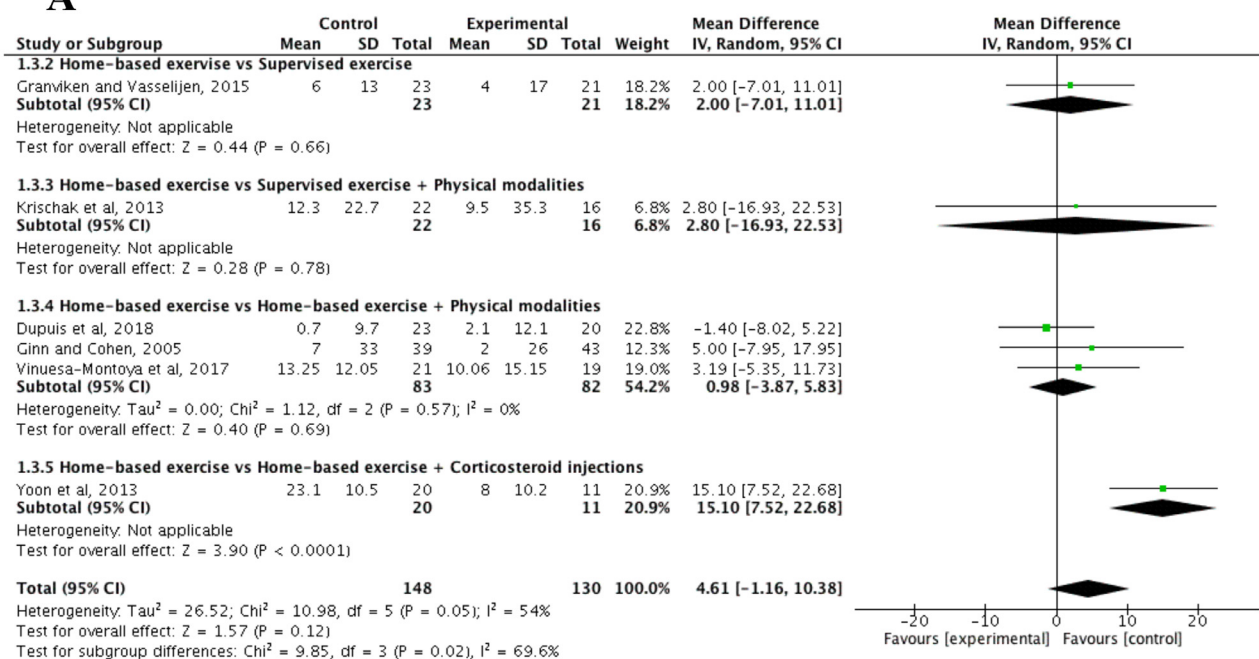 A
Control Experimental Mean Difference Mean Difference
Study or Subgroup Mean SD Total Mean SD Total Weight IV, Random, 95% CI IV, Random, 95% CI
1.3.2 Home-based exervise vs Supervised exercise
Granviken and Vasselijen, 2015 6 13 23 4 17 21 18.2% 2.00 [-7.01, 11.01]
Subtotal (95% CI) 23 21 18.2% 2.00 [-7.01, 11.01]
Heterogeneity: Not applicable
Test for overall effect: Z = 0.44 (P = 0.66)
1.3.3 Home-based exercise vs Supervised exercise + Physical modalities
Krischak et al, 2013 12.3 22.7 22 9.5 35.3 16 6.8% 2.80 [-16.93, 22.53]
Subtotal (95% CI) 22 16 6.8% 2.80 [-16.93, 22.53]
Heterogeneity: Not applicable
Test for overall effect: Z = 0.28 (P = 0.78)
1.3.4 Home-based exercise vs Home-based exercise + Physical modalities
Dupuis et al, 2018 0.7 9.7 23 2.1 12.1 20 22.8% -1.40 [-8.02, 5.22]
Ginn and Cohen, 2005 7 33 39 2 26 43 12.3% 5.00 [-7.95, 17.95]
Vinuesa-Montoya et al, 2017 13.25 12.05 21 10.06 15.15 19 19.0% 3.19 [-5.35, 11.73]
Subtotal (95% CI) 83 82 54.2% 0.98 [-3.87, 5.83]
Heterogeneity: Tau² = 0.00; Chi² = 1.12, df = 2 (P = 0.57); I² = 0%
Test for overall effect: Z = 0.40 (P = 0.69)
1.3.5 Home-based exercise vs Home-based exercise + Corticosteroid injections
Yoon et al, 2013 23.1 10.5 20 8 10.2 11 20.9% 15.10 [7.52, 22.68]
Subtotal (95% CI) 20 11 20.9% 15.10 [7.52, 22.68]
Heterogeneity: Not applicable
Test for overall effect: Z = 3.90 (P < 0.0001)
Total (95% CI) 148 130 100.0% 4.61 [-1.16, 10.38]
Heterogeneity: Tau² = 26.52; Chi² = 10.98, df = 5 (P = 0.05); I² = 54%
Test for overall effect: Z = 1.57 (P = 0.12)
Test for subgroup differences: Chi² = 9.85, df = 3 (P = 0.02), I² = 69.6%
-20 -10 0 10 20
Favours [experimental] Favours [control]